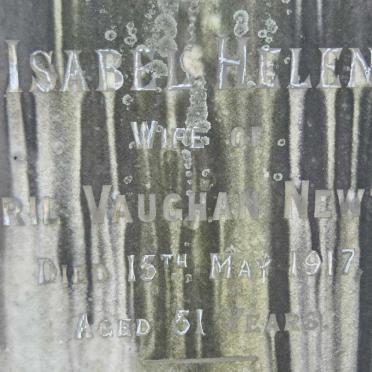 ISABEL HELEN
WIFE OF
RIL VAUGHAN NEW
DIED 15TH MAY 1917
AGED 51 YEARS.